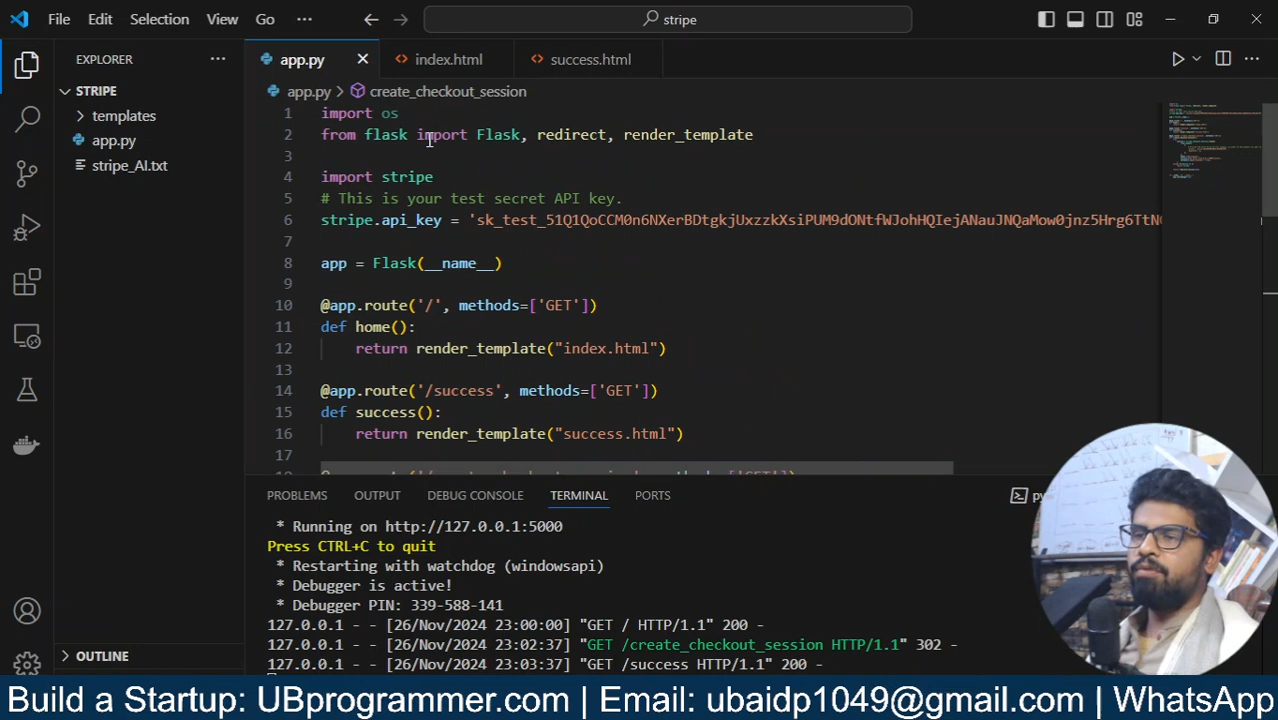 File Edit Selection View Go ··· stripe
EXPLORER ···
app.py index.html success.html
STRIPE
app.py > create_checkout_session
templates
app.py
stripe_AI.txt
1 import os
2 from flask import Flask, redirect, render_template
3
4 import stripe
5 # This is your test secret API key.
6 stripe.api_key =
7
8 app = Flask(__name__)
9
10 @app.route('/', methods=['GET'])
11 def home():
12 return render_template("index.html")
13
14 @app.route('/success', methods=['GET'])
15 def success():
16 return render_template("success.html")
17
PROBLEMS OUTPUT DEBUG CONSOLE TERMINAL PORTS
* Running on http://127.0.0.1:5000
Press CTRL+C to quit
* Restarting with watchdog (windowsapi)
* Debugger is active!
* Debugger PIN: 339-588-141
127.0.0.1 - - [26/Nov/2024 23:00:00] "GET / HTTP/1.1" 200 -
127.0.0.1 - - [26/Nov/2024 23:02:37] "GET /create_checkout_session HTTP/1.1" 302 -
127.0.0.1 - - [26/Nov/2024 23:03:37] "GET /success HTTP/1.1" 200 -
OUTLINE
Build a Startup: UBprogrammer.com | Email: ubaidp1049@gmail.com | WhatsApp